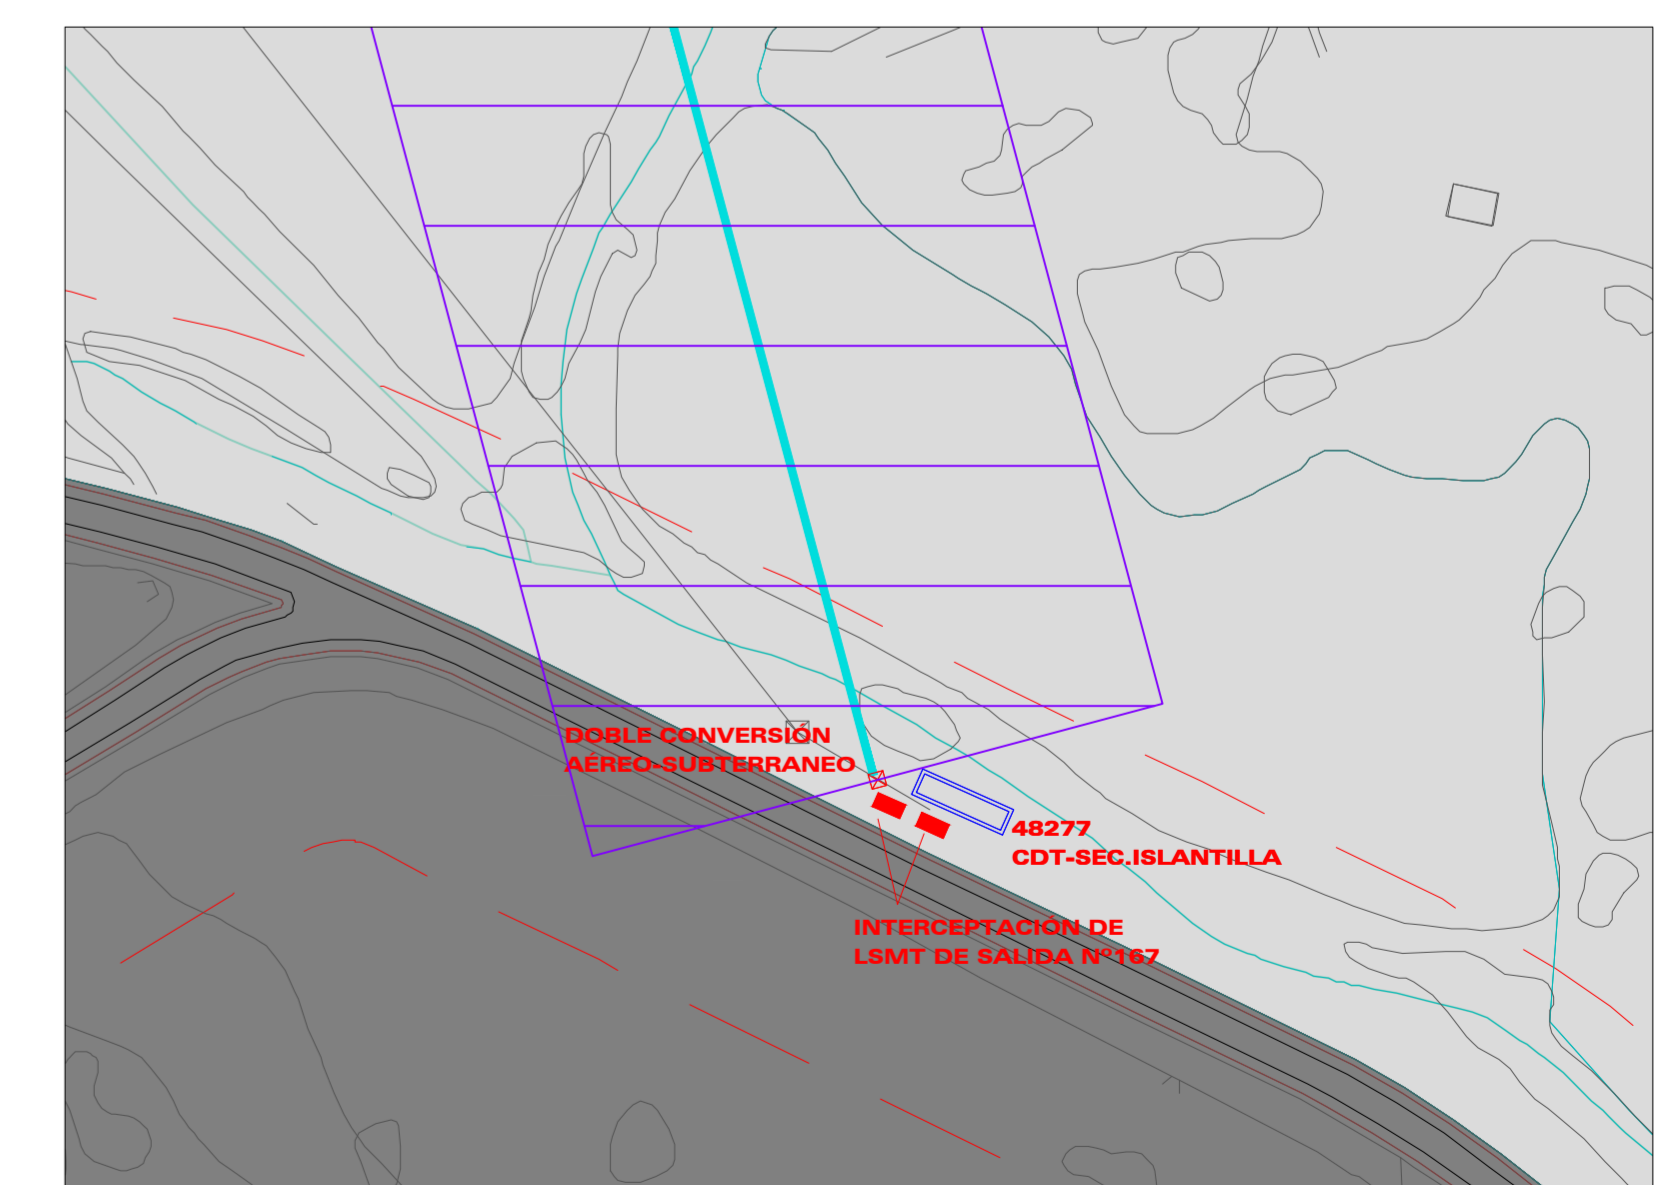 DOBLE CONVERSIÓN
AÉREO-SUBTERRANEO
48277
CDT-SEC.ISLANTILLA
INTERCEPTACIÓN DE
LSMT DE SALIDA Nº167